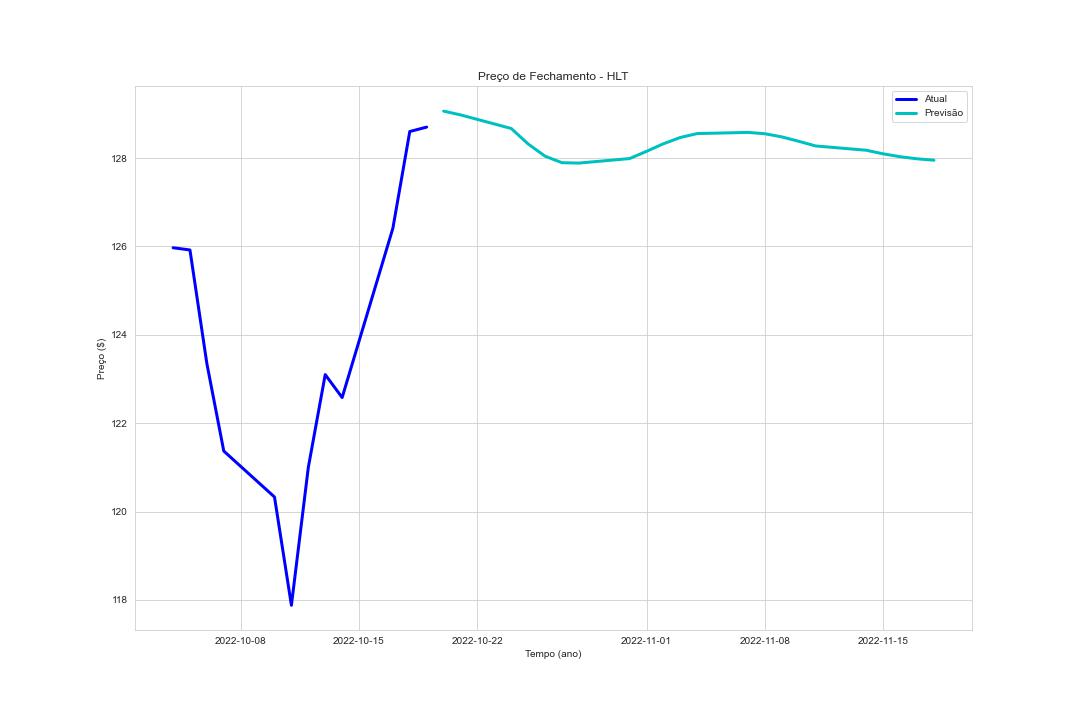 Preço de Fechamento - HLT
Atual
Previsão
Preço ($)
128
126
124
122
120
118
2022-10-08
2022-10-15
2022-10-22
2022-11-01
2022-11-08
2022-11-15
Tempo (ano)